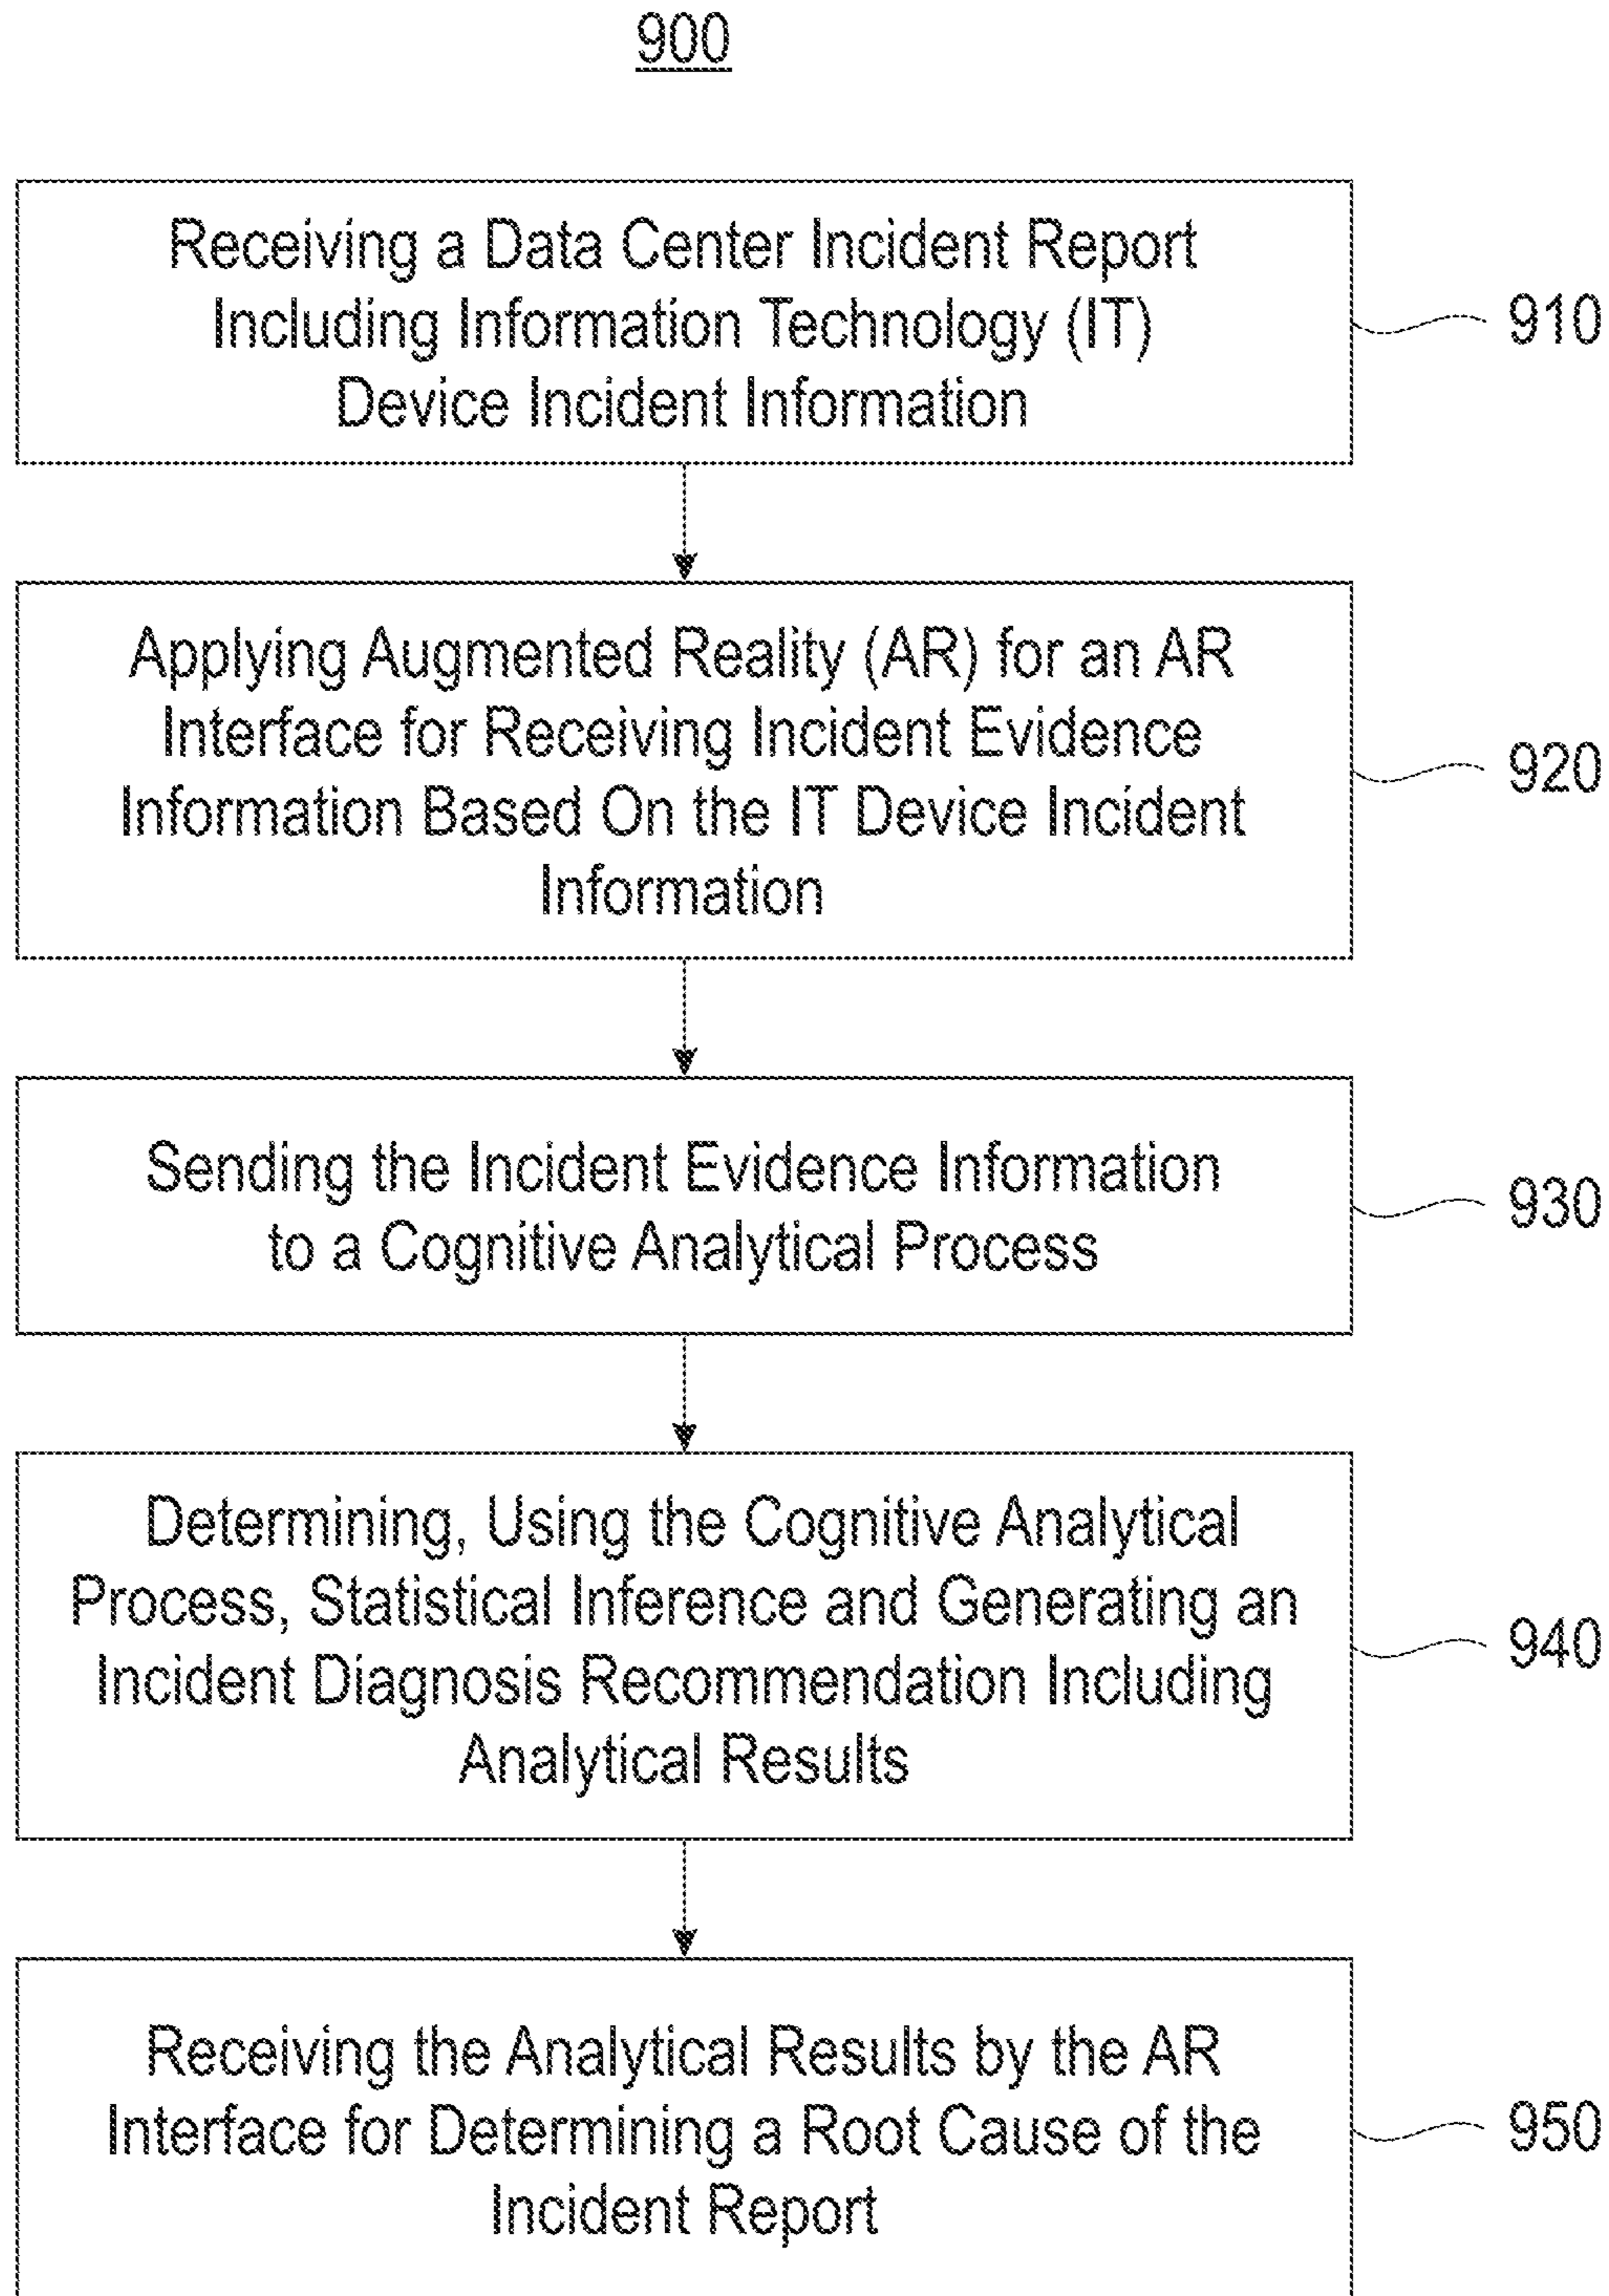 900
Receiving a Data Center Incident Report
Including Information Technology (IT)
Device Incident Information
910
Applying Augmented Reality (AR) for an AR
Interface for Receiving Incident Evidence
Information Based On the IT Device Incident
Information
920
Sending the Incident Evidence Information
to a Cognitive Analytical Process
930
Determining, Using the Cognitive Analytical
Process, Statistical Inference and Generating an
Incident Diagnosis Recommendation Including
Analytical Results
940
Receiving the Analytical Results by the AR
Interface for Determining a Root Cause of the
Incident Report
950